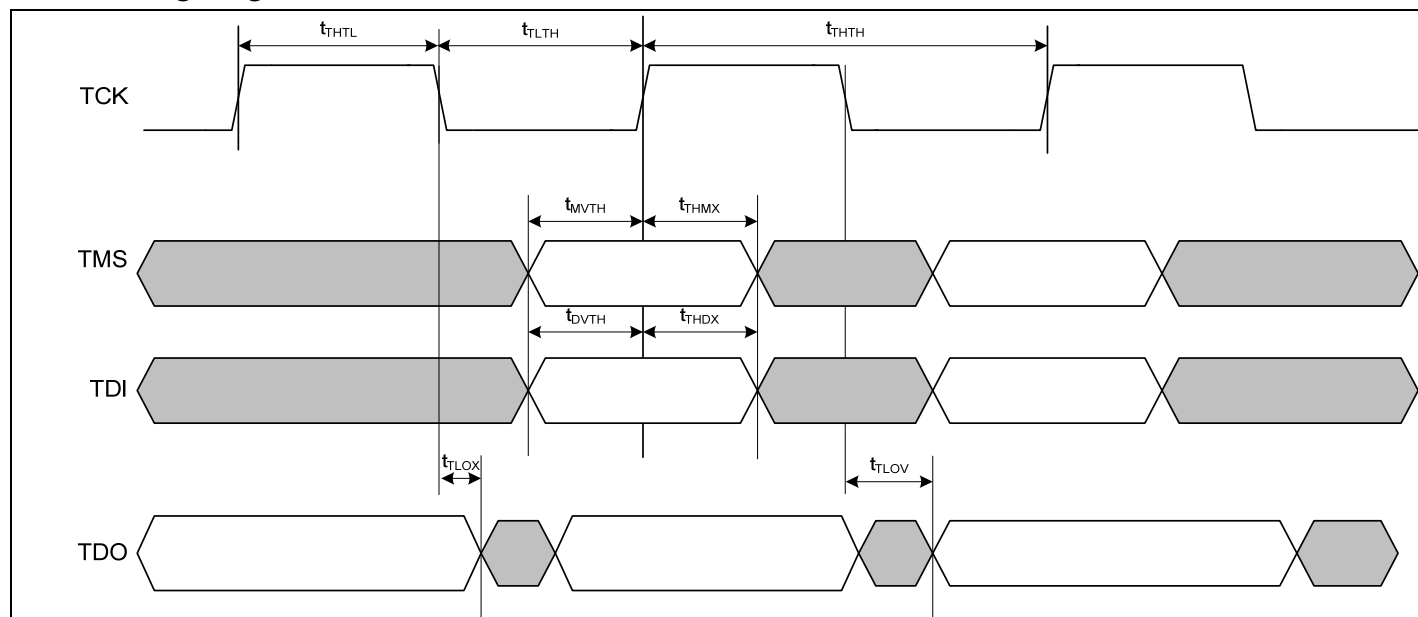 tTHTL tTLTH tTHTH
TCK
tMVTH tTHMX
TMS
tDVTH tTHDX
TDI
tTLOX tTLOV
TDO